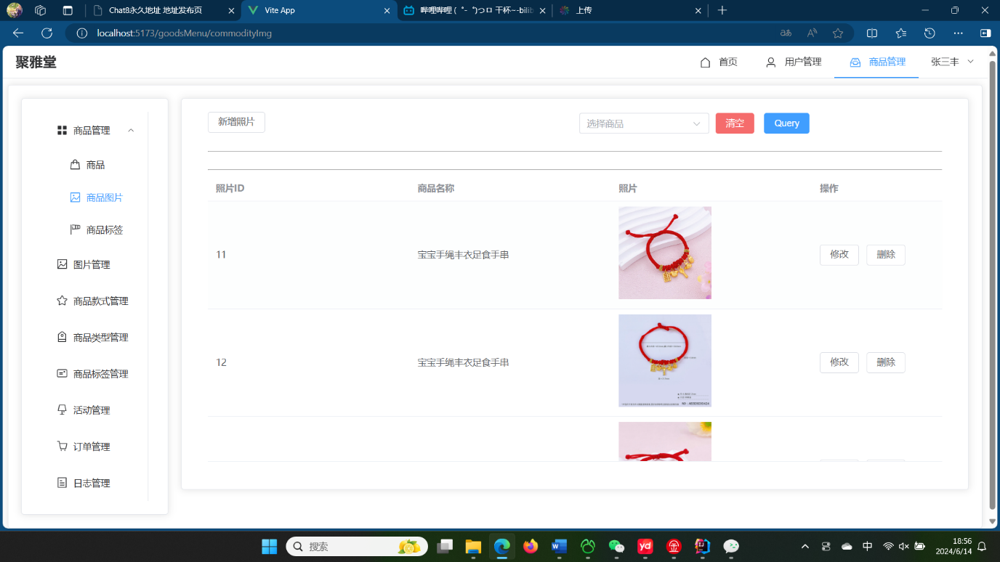 Chat8永久地址 地址发布页
Vite App
哔哩哔哩 (゜-゜)つロ 干杯~-bilib
上传
localhost:5173/goodsMenu/commodityImg
聚雅堂
首页
用户管理
商品管理
张三丰
新增照片
选择商品
清空
Query
商品管理
商品
商品图片
商品标签
图片管理
商品款式管理
商品类型管理
商品标签管理
活动管理
订单管理
日志管理
照片ID
商品名称
照片
操作
11
宝宝手绳丰衣足食手串
修改
删除
12
宝宝手绳丰衣足食手串
修改
删除
搜索
中
18:56
2024/6/14